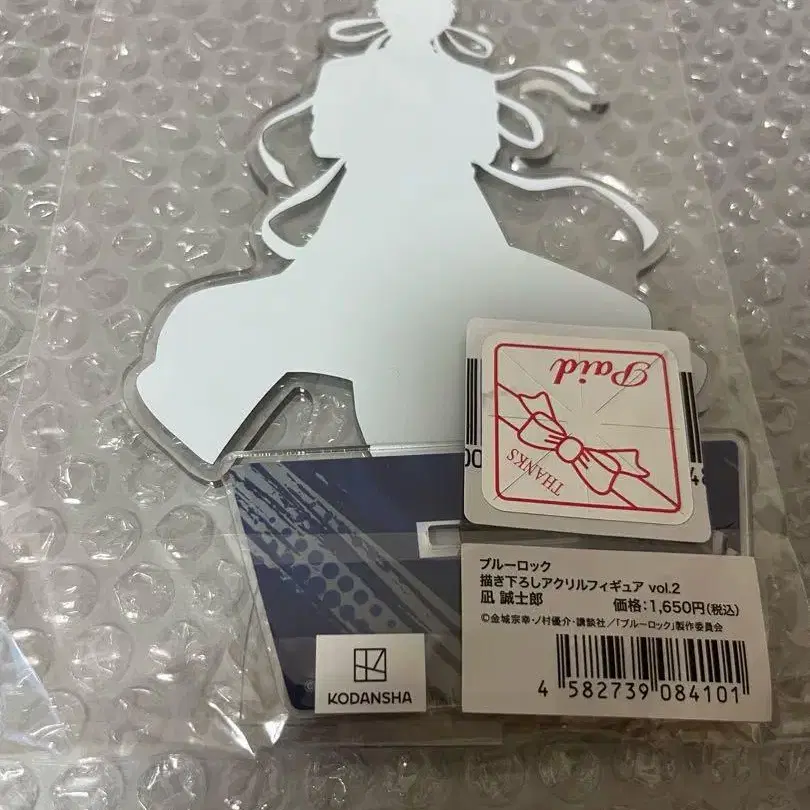 Paid
THANKS
ブルーロック
描き下ろしアクリルフィギュア vol.2
凪 誠士郎 価格:1,650円(税込)
©金城宗幸・ノ村優介・講談社/「ブルーロック」製作委員会
4 582739 084101
KODANSHA